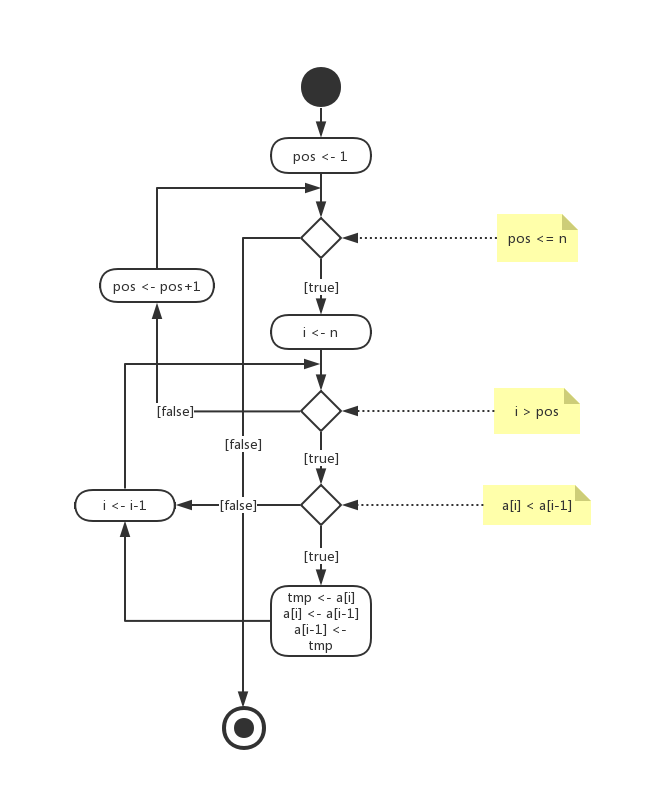 pos <- 1
pos <= n
pos <- pos+1
[true]
i <- n
[false]
i > pos
[false]
[true]
i <- i-1
[false]
a[i] < a[i-1]
[true]
tmp <- a[i]
a[i] <- a[i-1]
a[i-1] <-
tmp